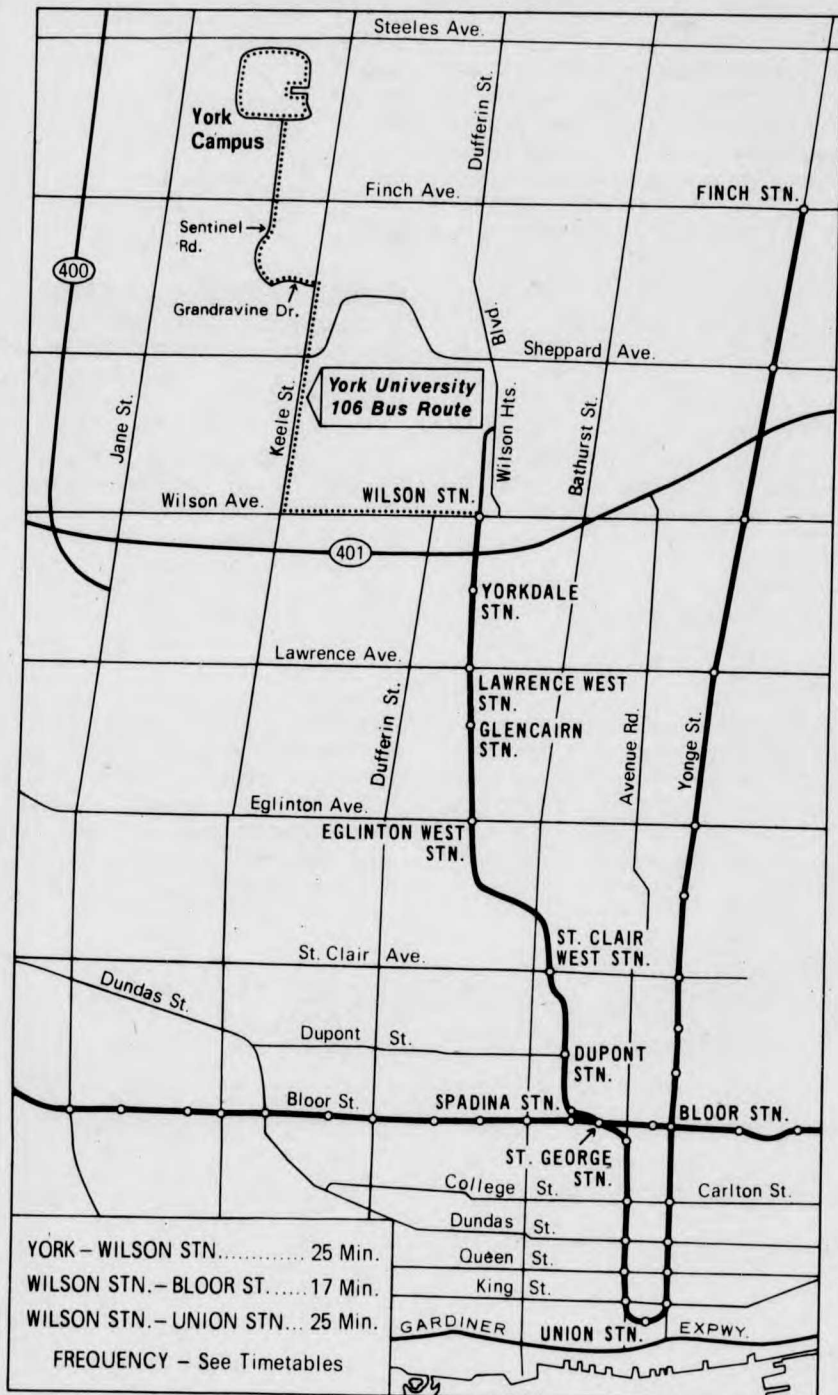 Steeles Ave.
York
Campus
Dufferin St.
Finch Ave.
FINCH STN.
Sentinel
Rd.
400
Grandravine Dr.
Blvd.
Sheppard Ave.
York University
106 Bus Route
Jane St.
Keele St.
Wilson Hts.
Bathurst St.
Wilson Ave.
WILSON STN.
401
YORKDALE
STN.
Lawrence Ave.
LAWRENCE WEST
STN.
GLENCAIRN
STN.
Dufferin St.
Avenue Rd.
Yonge St.
Eglinton Ave.
EGLINTON WEST
STN.
St. Clair Ave.
ST. CLAIR
WEST STN.
Dundas St.
Dupont St.
DUPONT
STN.
Bloor St.
SPADINA STN.
BLOOR STN.
ST. GEORGE
STN.
College St.
Carlton St.
Dundas St.
Queen St.
King St.
GARDINER EXPWY.
UNION STN.
YORK – WILSON STN............. 25 Min.
WILSON STN. – BLOOR ST....... 17 Min.
WILSON STN. – UNION STN... 25 Min.
FREQUENCY – See Timetables